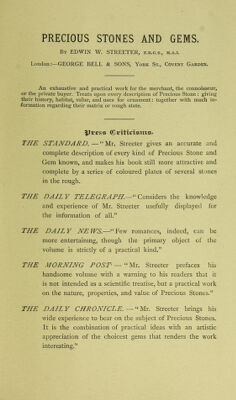 PRECIOUS STONES AND GEMS.
By EDWIN W. STREETER, F.R.G.S., M.A.I.
London:—GEORGE BELL & SONS, York St., Covent Garden.
An exhaustive and practical work for the merchant, the connoisseur,
or the private buyer. Treats upon every description of Precious Stone: giving
their history, habitat, value, and uses for ornament: together with much in-
formation regarding their matrix or rough state.
Press Criticisms.
THE STANDARD.—"Mr. Streeter gives an accurate and
complete description of every kind of Precious Stone and
Gem known, and makes his book still more attractive and
complete by a series of coloured plates of several stones
in the rough.
THE DAILY TELEGRAPH.—"Considers the knowledge
and experience of Mr. Streeter usefully displayed for
the information of all."
THE DAILY NEWS.—"Few romances, indeed, can be
more entertaining, though the primary object of the
volume is strictly of a practical kind."
THE MORNING POST—"Mr. Streeter prefaces his
handsome volume with a warning to his readers that it
is not intended as a scientific treatise, but a practical work
on the nature, properties, and value of Precious Stones."
THE DAILY CHRONICLE.—"Mr. Streeter brings his
wide experience to bear on the subject of Precious Stones.
It is the combination of practical ideas with an artistic
appreciation of the choicest gems that renders the work
interesting."